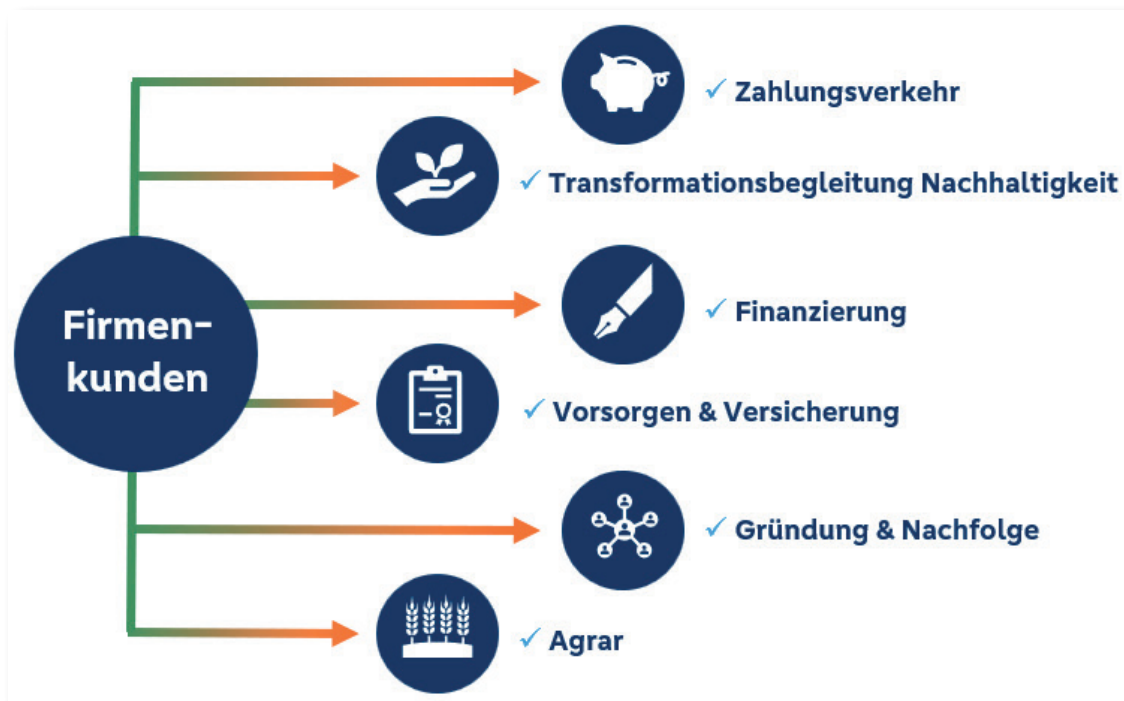 Zahlungsverkehr
Transformationsbegleitung Nachhaltigkeit
Firmen-
kunden
Finanzierung
Vorsorgen & Versicherung
Gründung & Nachfolge
Agrar